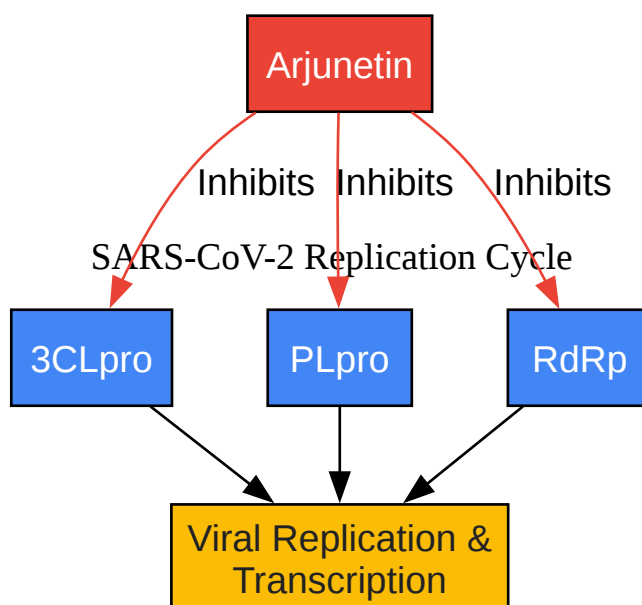 Arjunetin
Inhibits Inhibits Inhibits
SARS-CoV-2 Replication Cycle
3CLpro PLpro RdRp
Viral Replication &
Transcription